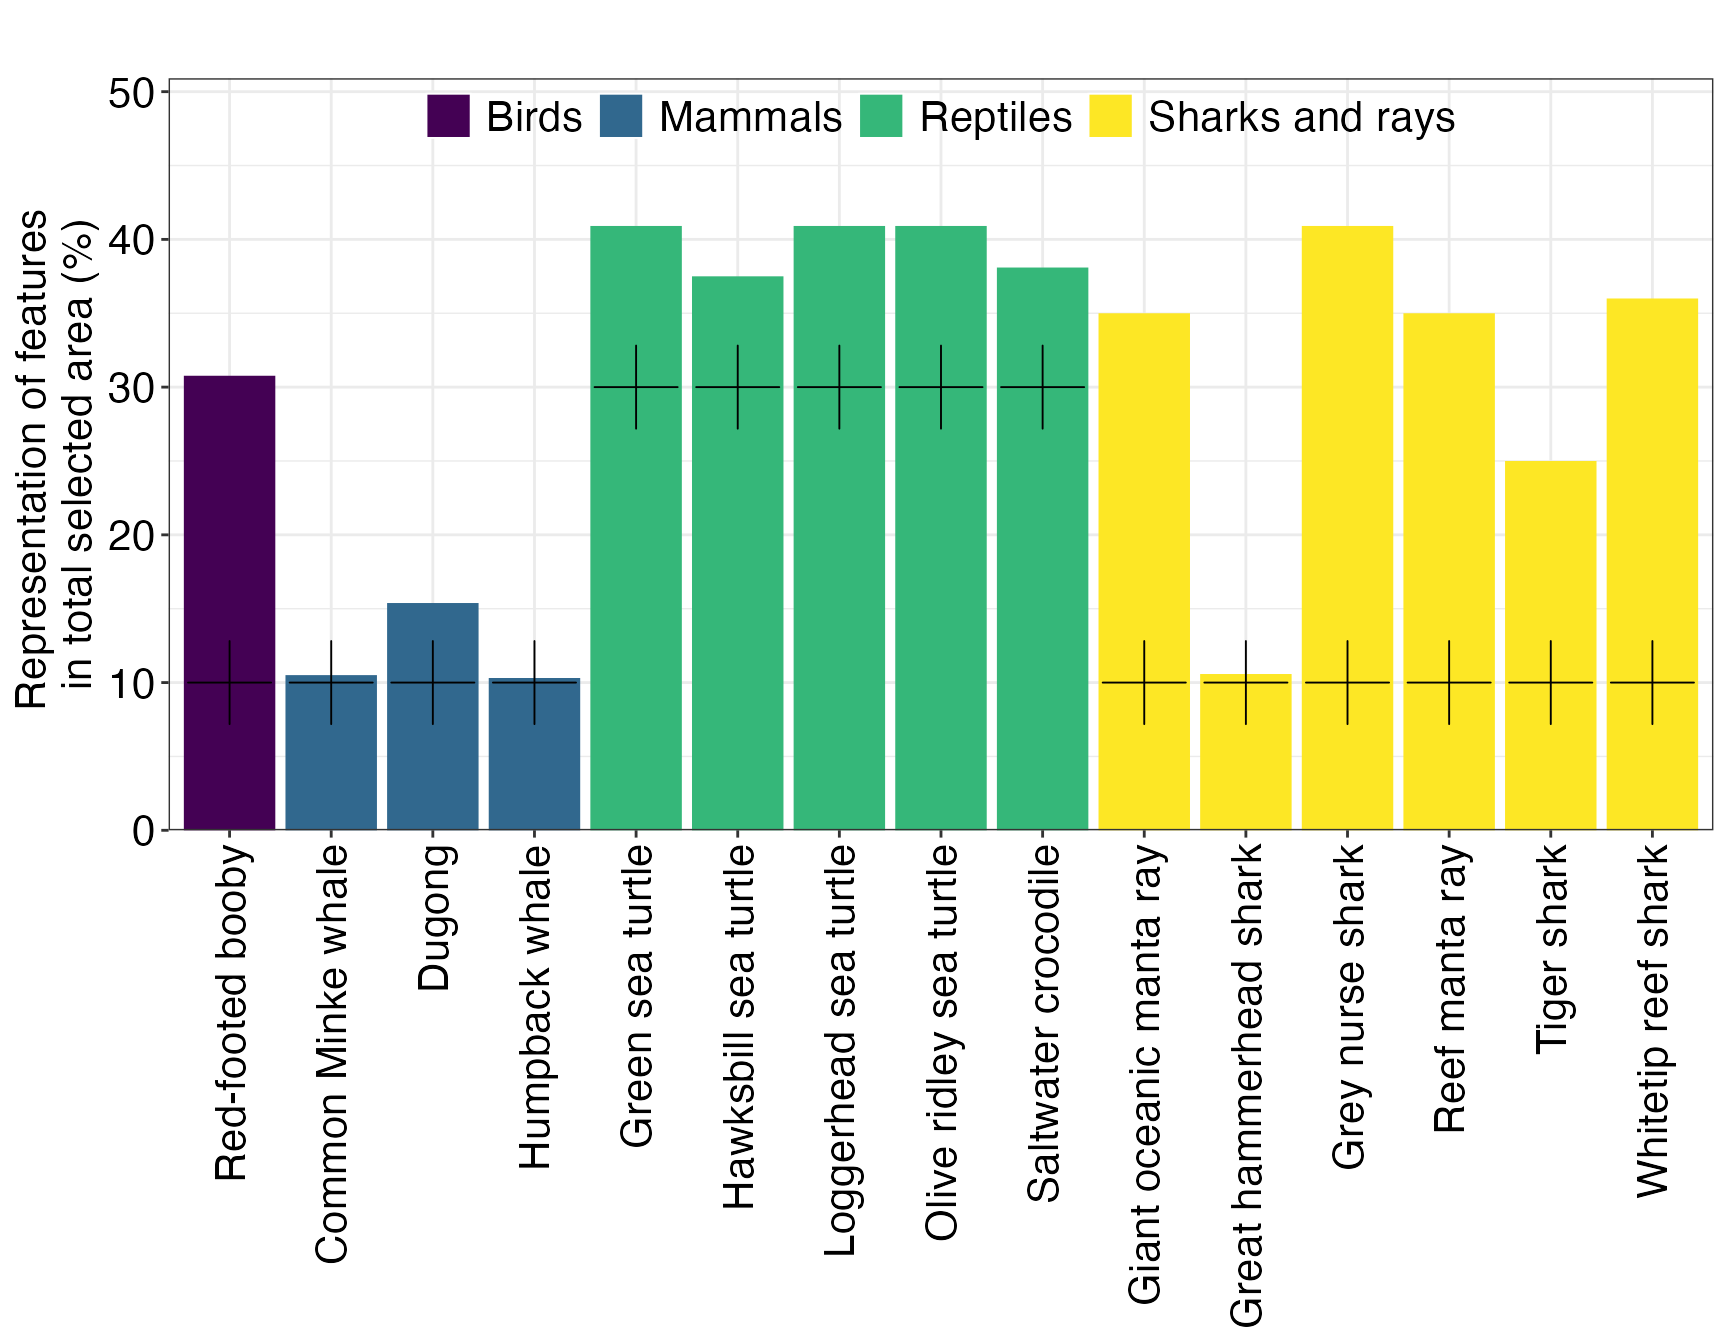 Birds Mammals Reptiles Sharks and rays
Representation of features
in total selected area (%)
50
40
30
20
10
0
Red-footed booby
Common Minke whale
Dugong
Humpback whale
Green sea turtle
Hawksbill sea turtle
Loggerhead sea turtle
Olive ridley sea turtle
Saltwater crocodile
Giant oceanic manta ray
Great hammerhead shark
Grey nurse shark
Reef manta ray
Tiger shark
Whitetip reef shark